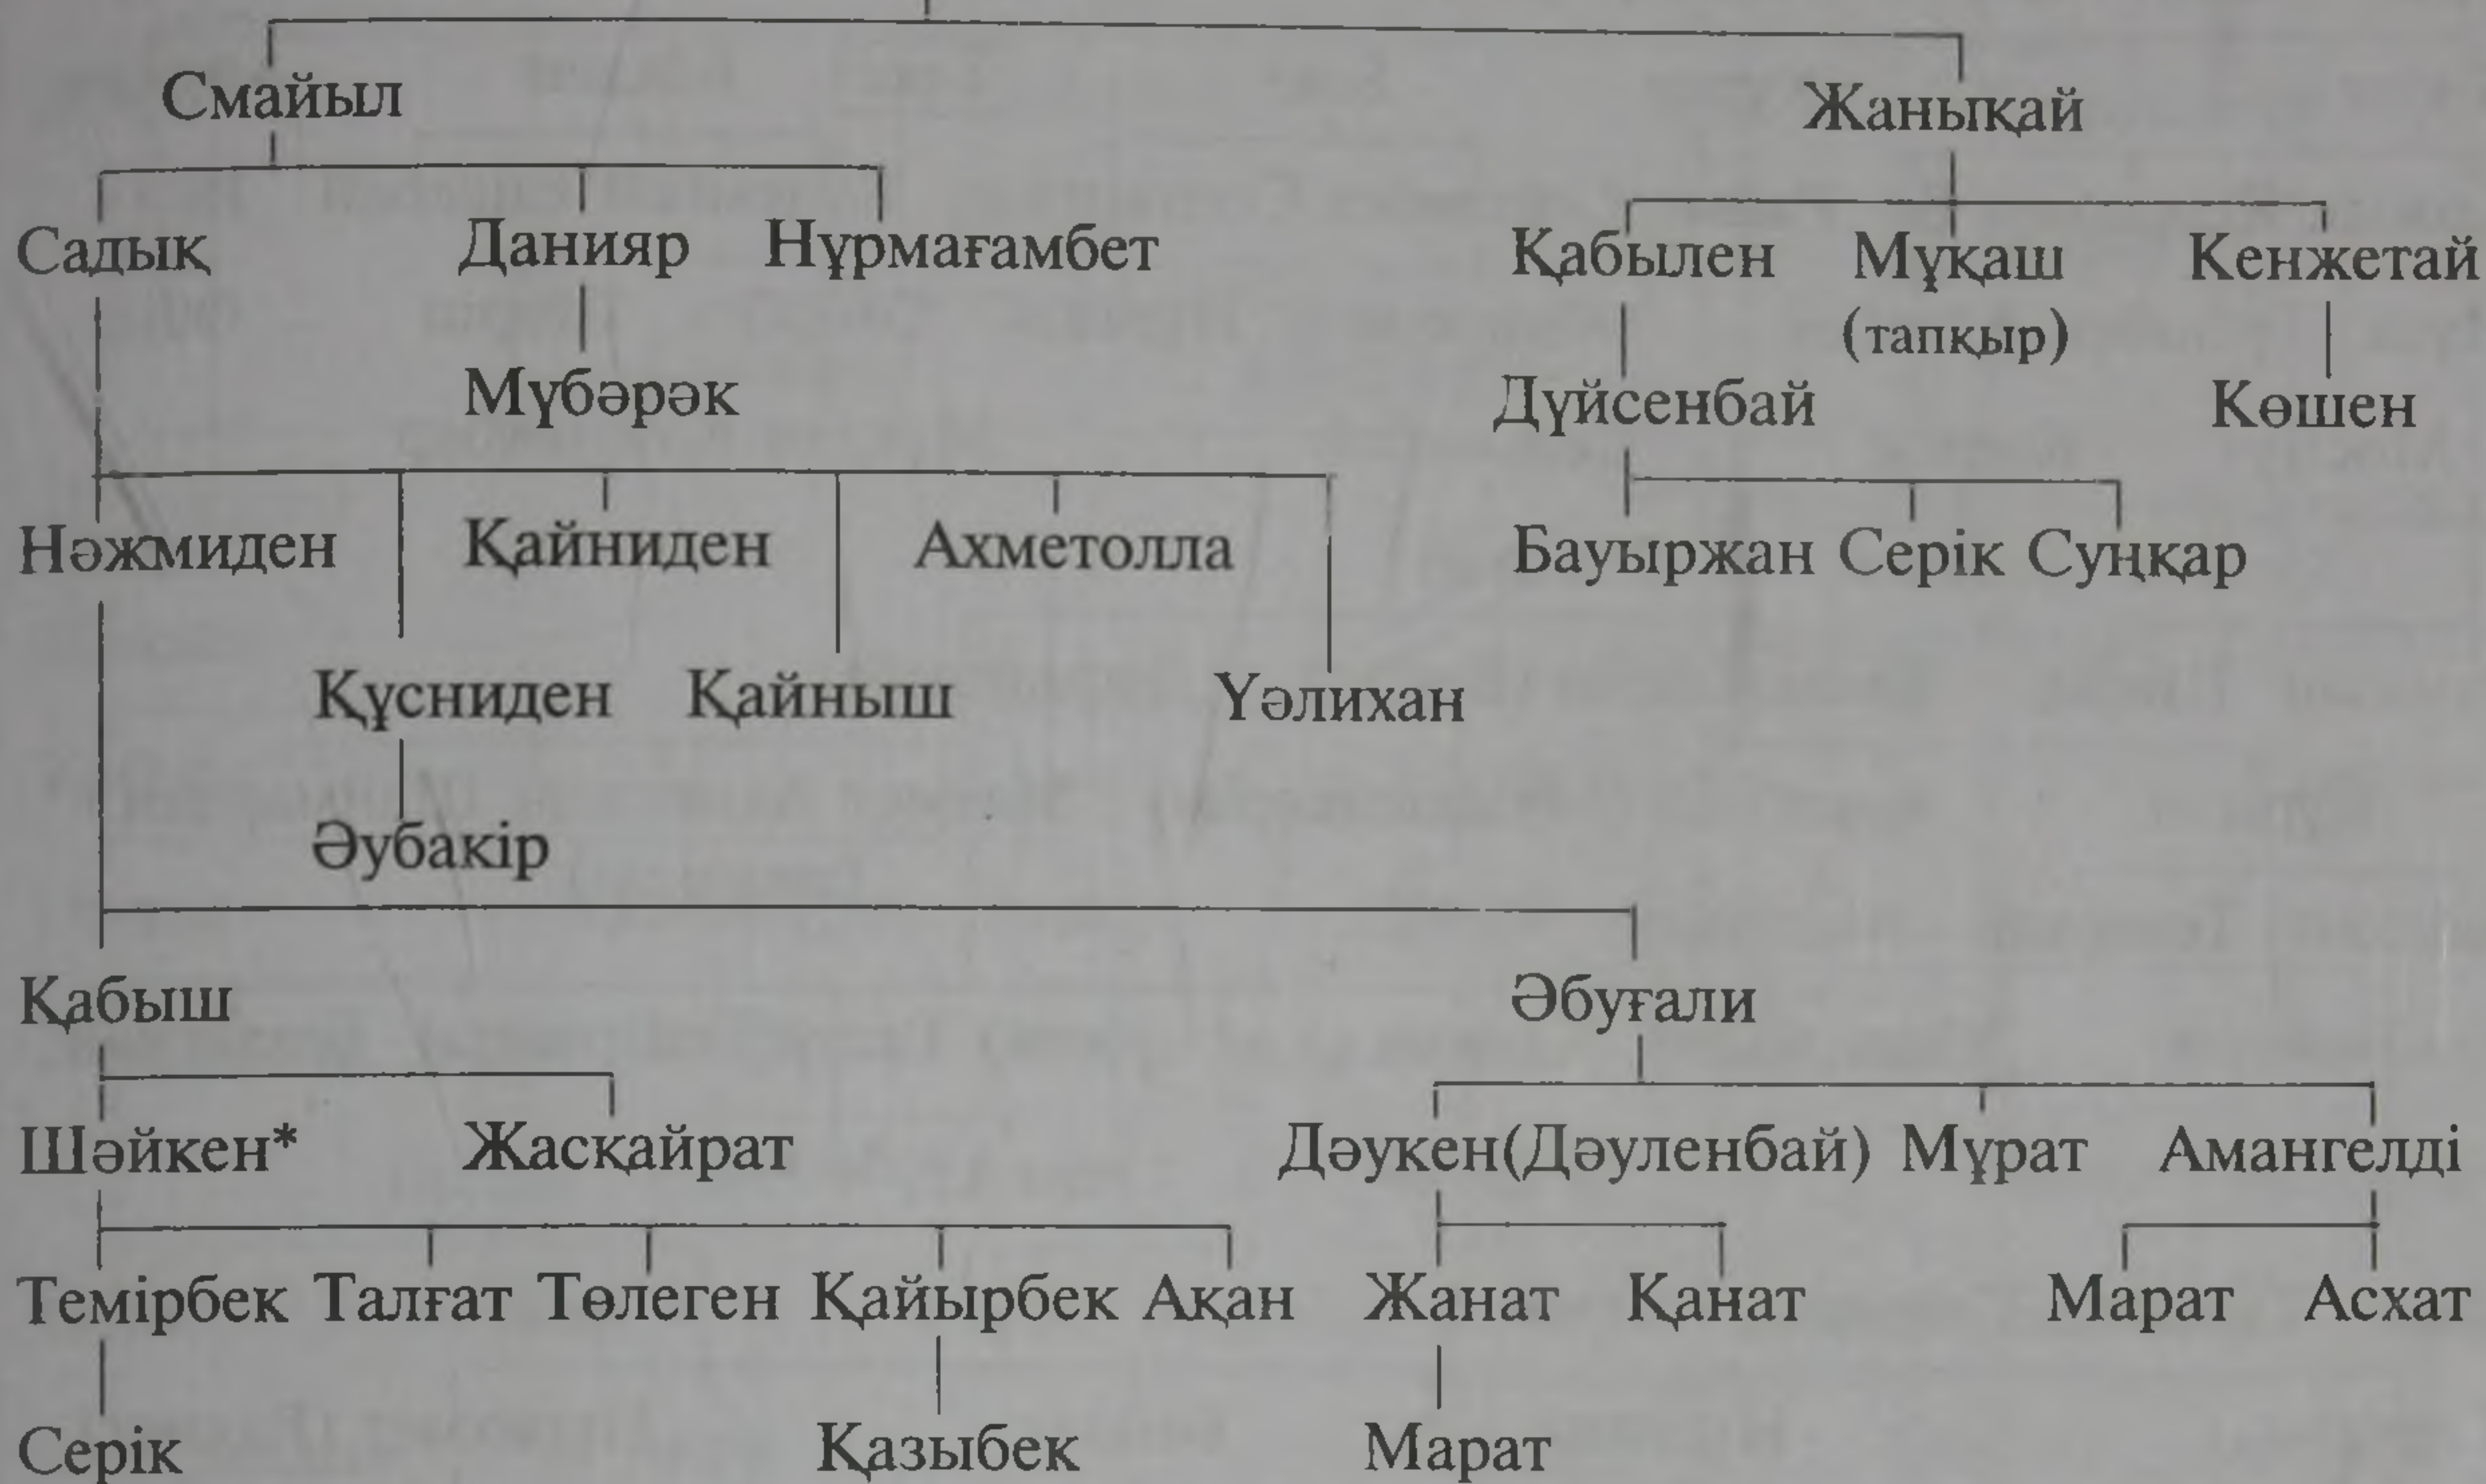 Смайыл Жанықай
Садық Данияр Нұрмағамбет Қабылен Мұқаш Кенжетай
(тапқыр)
Мүбәрәк Дүйсенбай Көшен
Нәжмиден Қайниден Ахметолла Бауыржан Серік Суңқар
Құсниден Қайныш Уәлихан
Әубакір
Қабыш Әбуғали
Шәйкен* Жасқайрат Дәукен(Дәуленбай) Мұрат Амангелді
Темірбек Талғат Төлеген Қайырбек Ақан Жанат Қанат Марат Асхат
Серік Қазыбек Марат